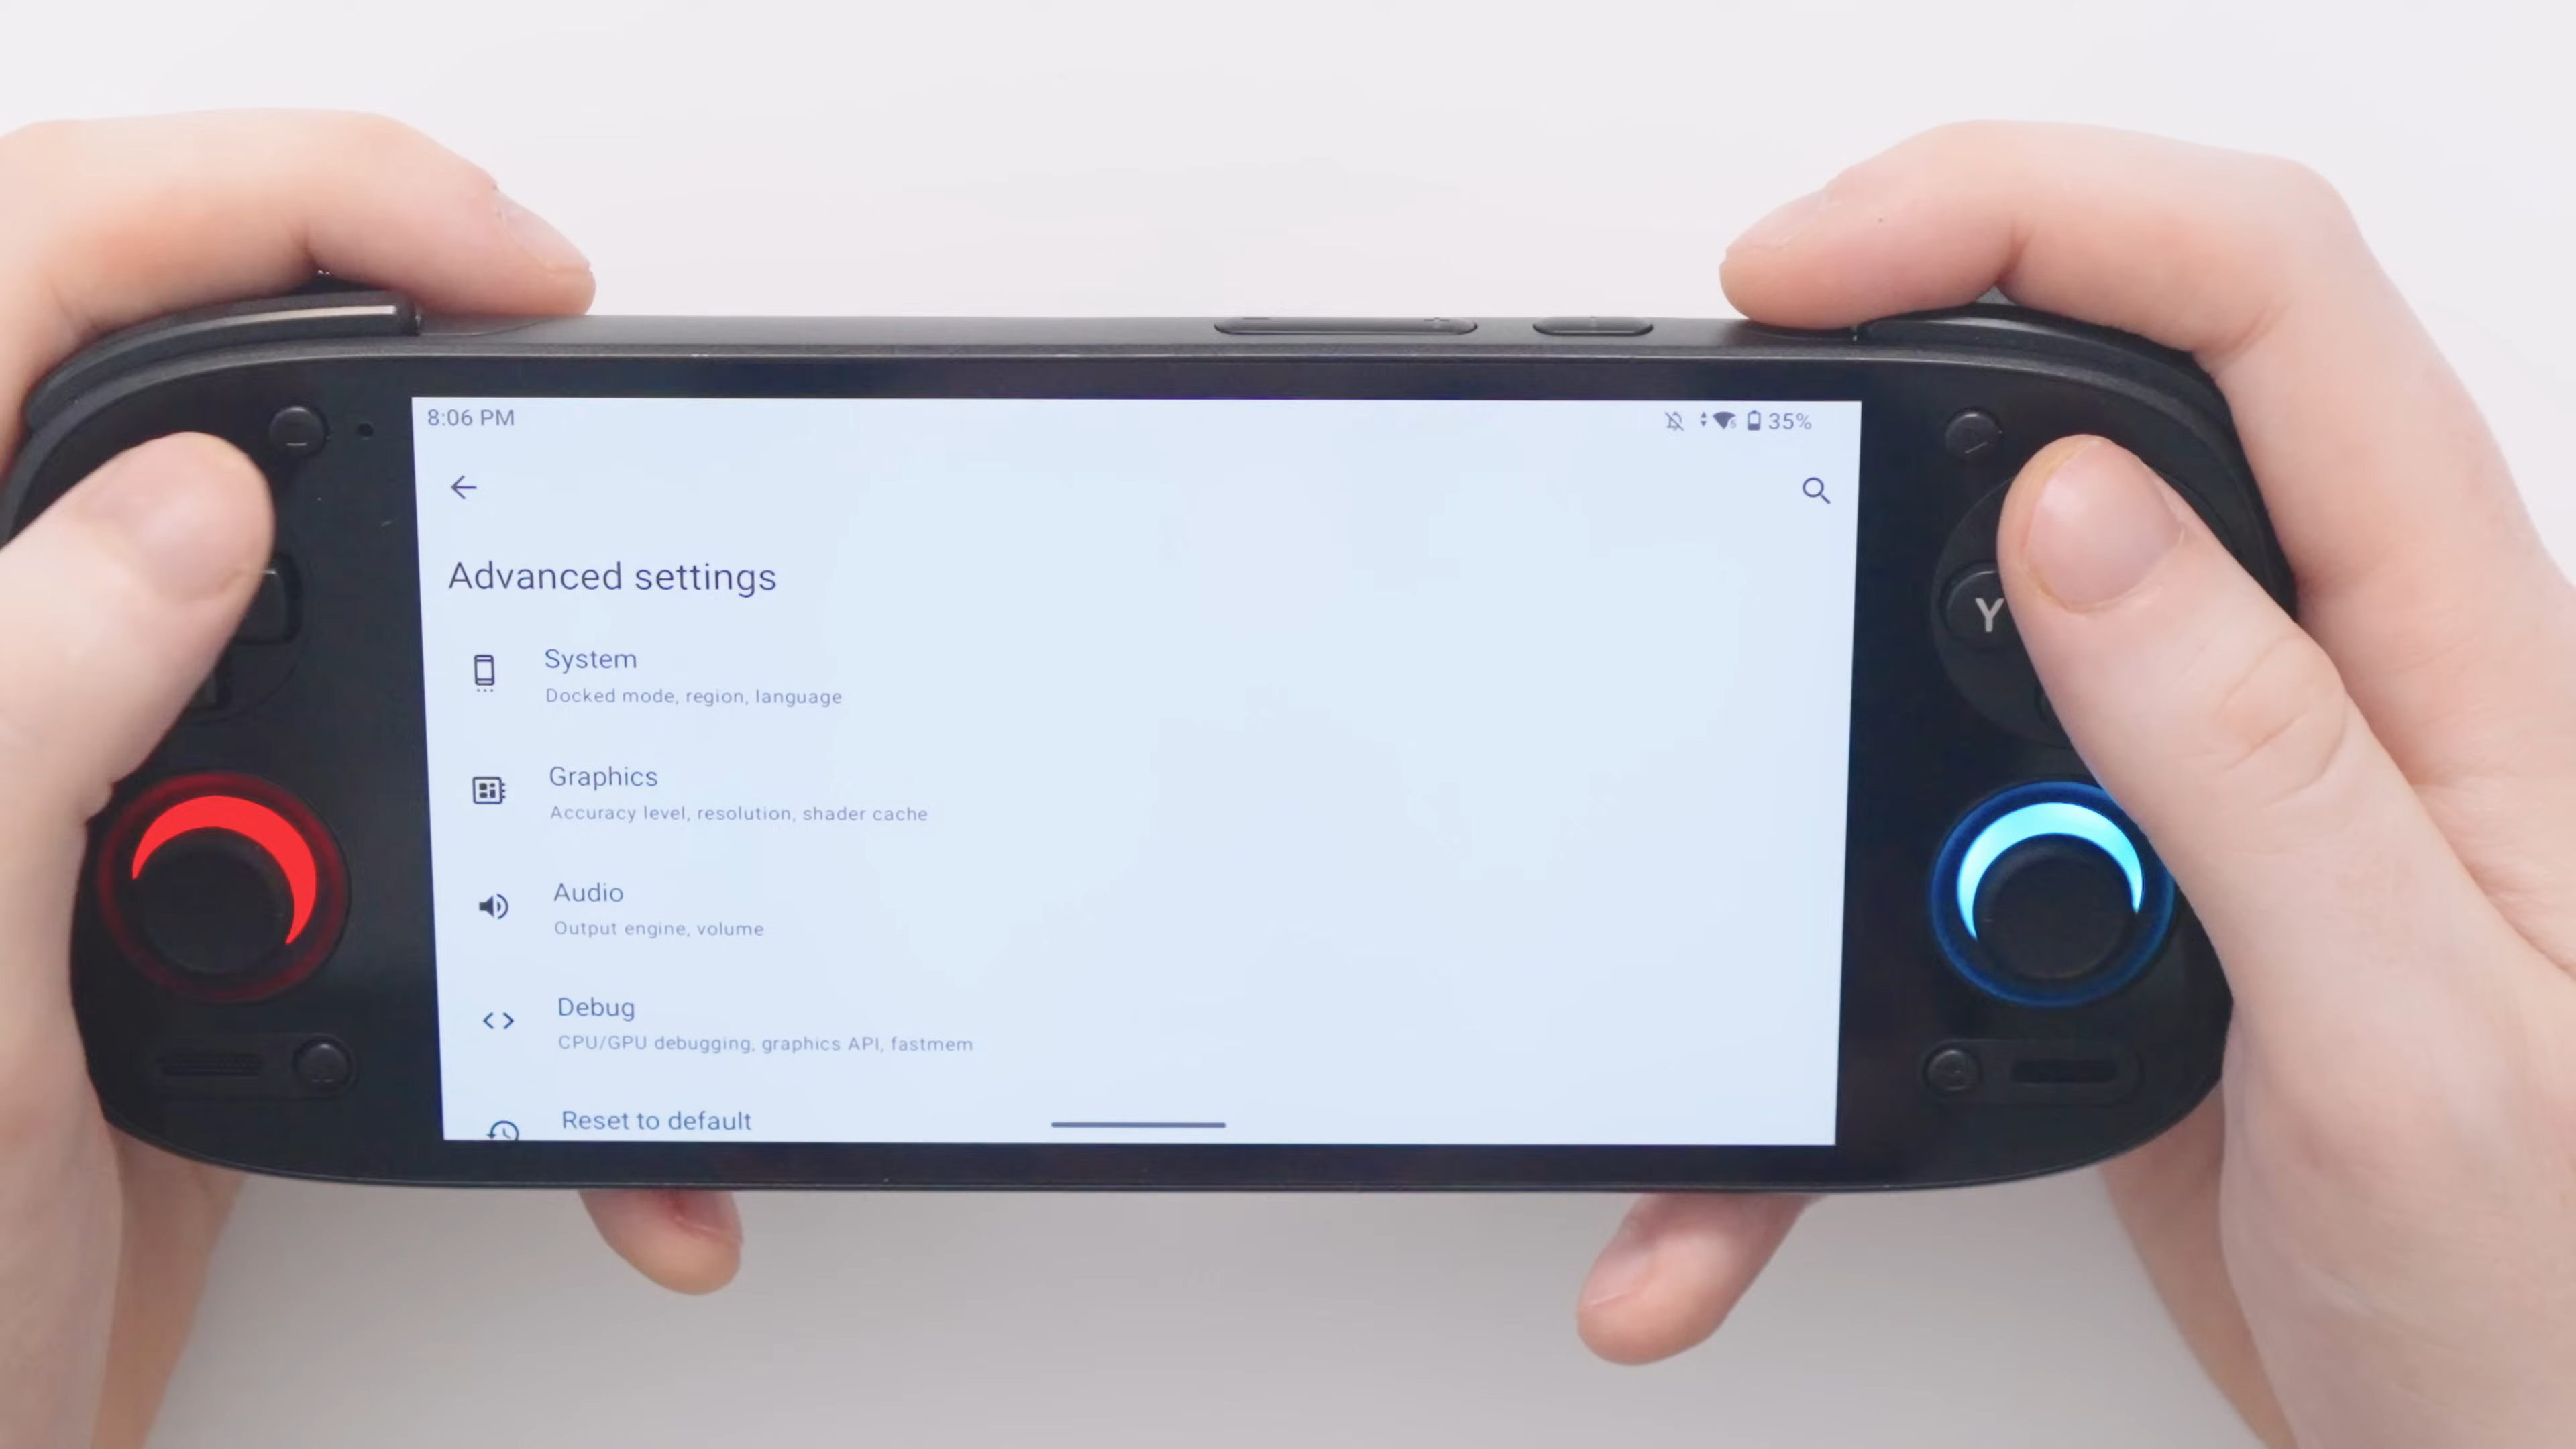 8:06 PM
35%
Advanced settings
System
Docked mode, region, language
Graphics
Accuracy level, resolution, shader cache
Y
Audio
Output engine, volume
Debug
CPU/GPU debugging, graphics API, fastmem
Reset to default